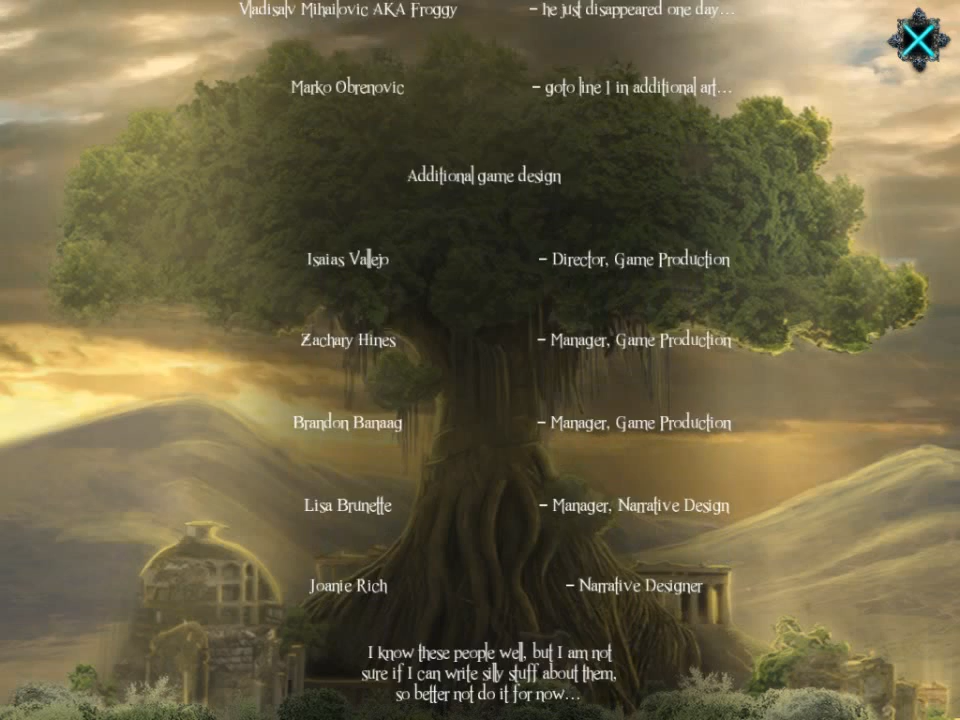 Vladisalv Mihailovic AKA Froggy – he just disappeared one day...
Marko Obrenovic – goto line 1 in additional art...
Additional game design
Isaias Vallejo – Director, Game Production
Zachary Hines – Manager, Game Production
Brandon Banaag – Manager, Game Production
Lisa Brunette – Manager, Narrative Design
Joanie Rich – Narrative Designer
I know these people well, but I am not
sure if I can write silly stuff about them,
so better not do it for now...